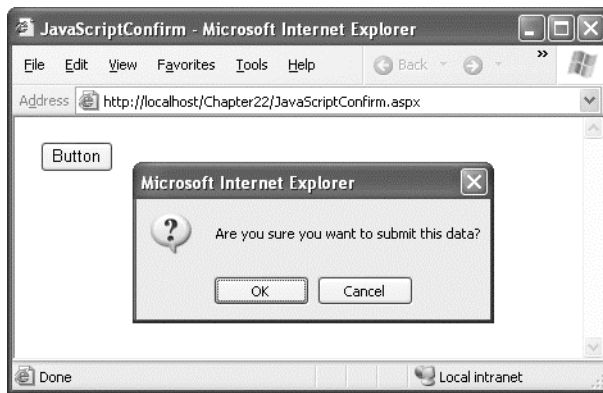 JavaScriptConfirm - Microsoft Internet Explorer
File Edit View Favorites Tools Help Back »
Address http://localhost/Chapter22/JavaScriptConfirm.aspx
Button
Microsoft Internet Explorer
? Are you sure you want to submit this data?
OK Cancel
Done Local intranet